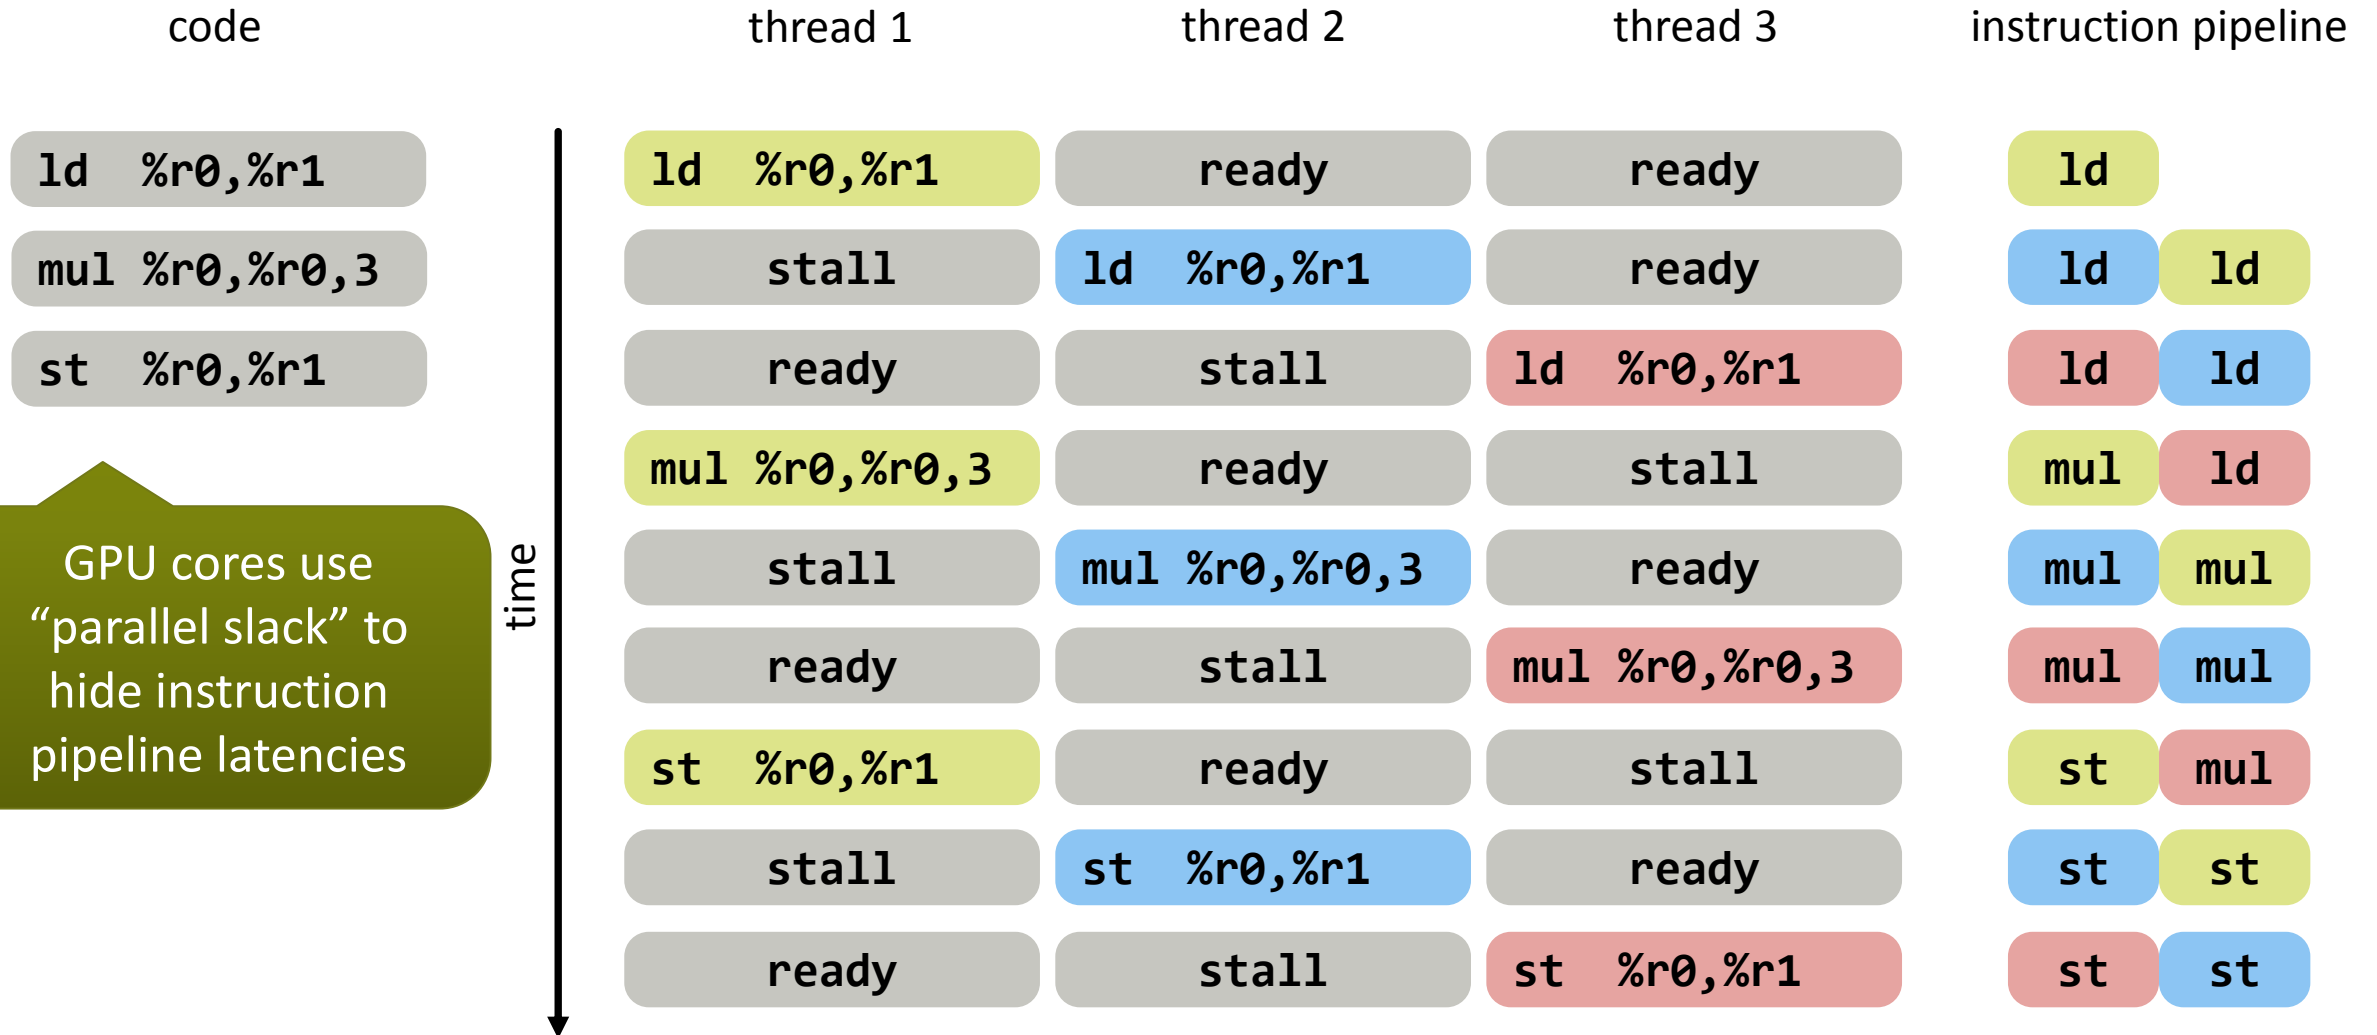 code thread 1 thread 2 thread 3 instruction pipeline
ld %r0,%r1
mul %r0,%r0,3
st %r0,%r1
GPU cores use
“parallel slack” to
hide instruction
pipeline latencies
time
ld %r0,%r1 ready ready ld
stall ld %r0,%r1 ready ld ld
ready stall ld %r0,%r1 ld ld
mul %r0,%r0,3 ready stall mul ld
stall mul %r0,%r0,3 ready mul mul
ready stall mul %r0,%r0,3 mul mul
st %r0,%r1 ready stall st mul
stall st %r0,%r1 ready st st
ready stall st %r0,%r1 st st